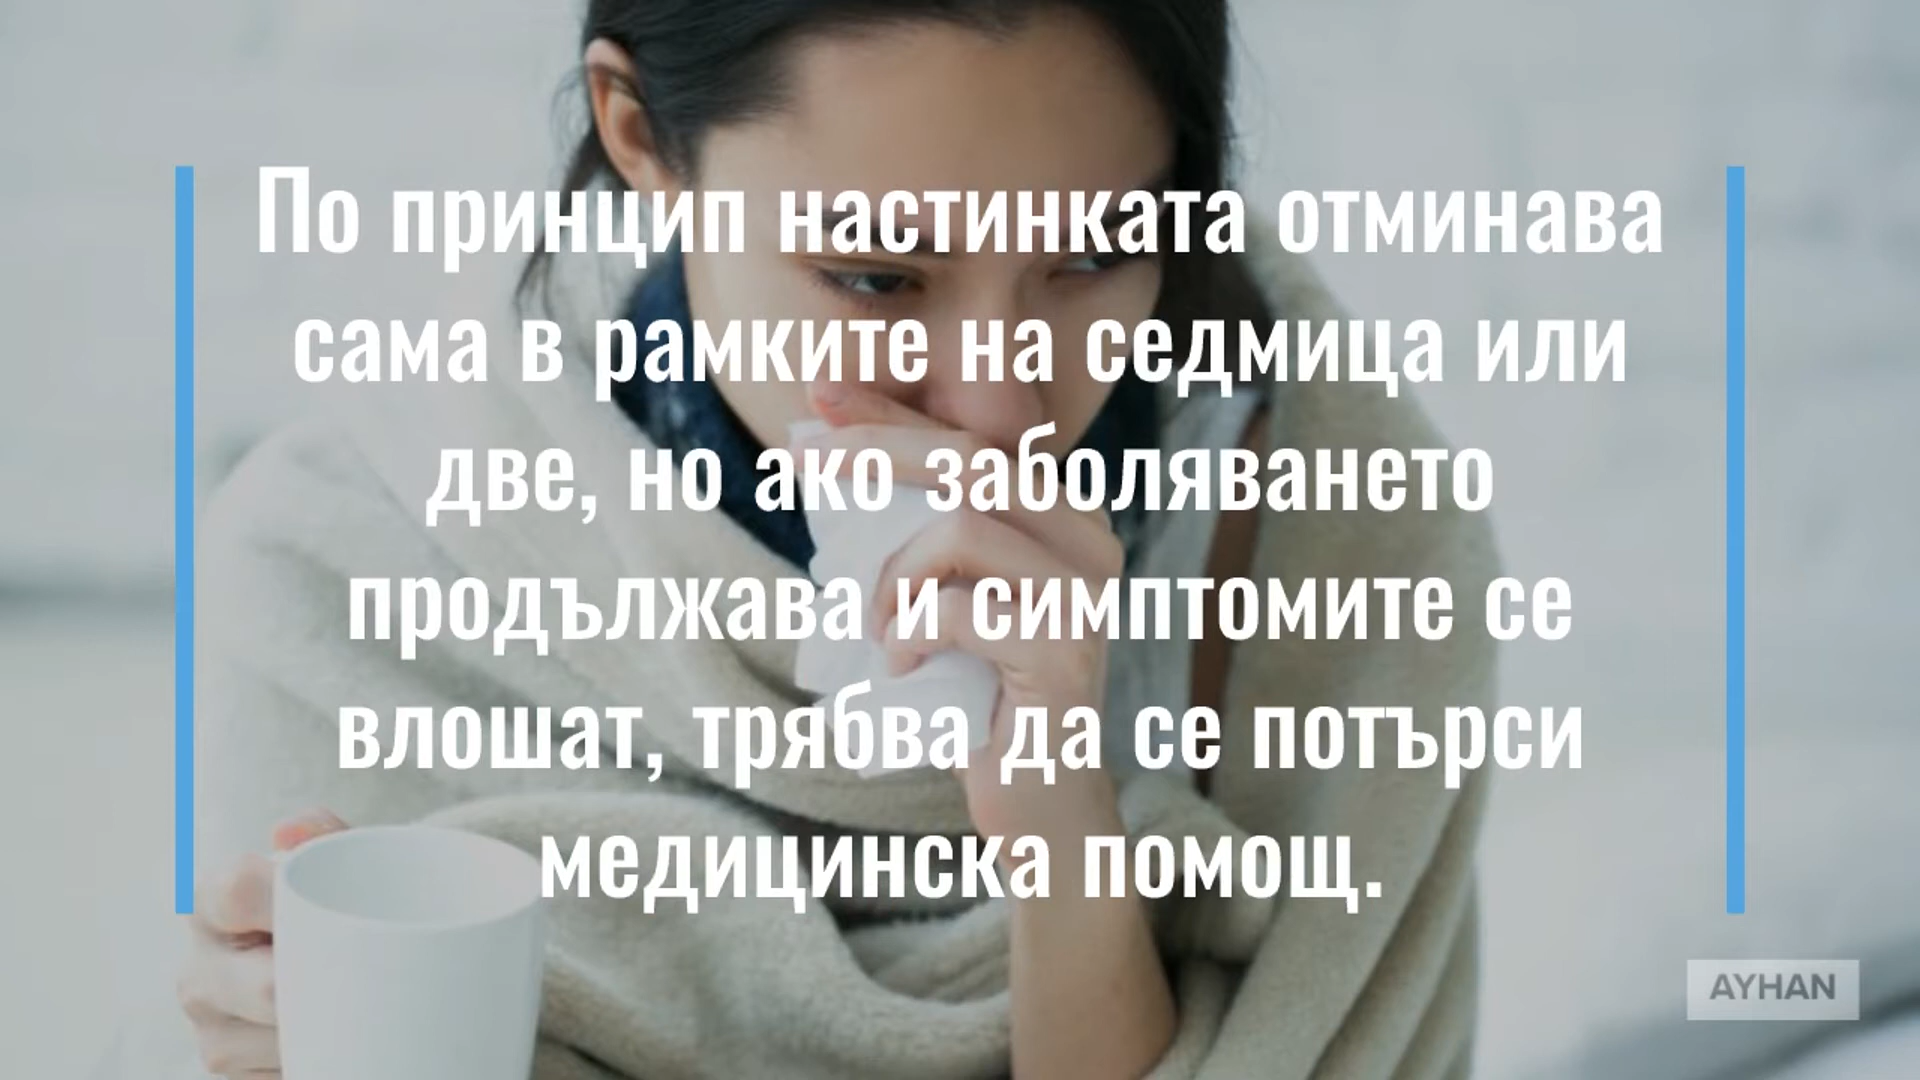 По принцип настинката отминава
сама в рамките на седмица или
две, но ако заболяването
продължава и симптомите се
влошат, трябва да се потърси
медицинска помощ.
AYHAN